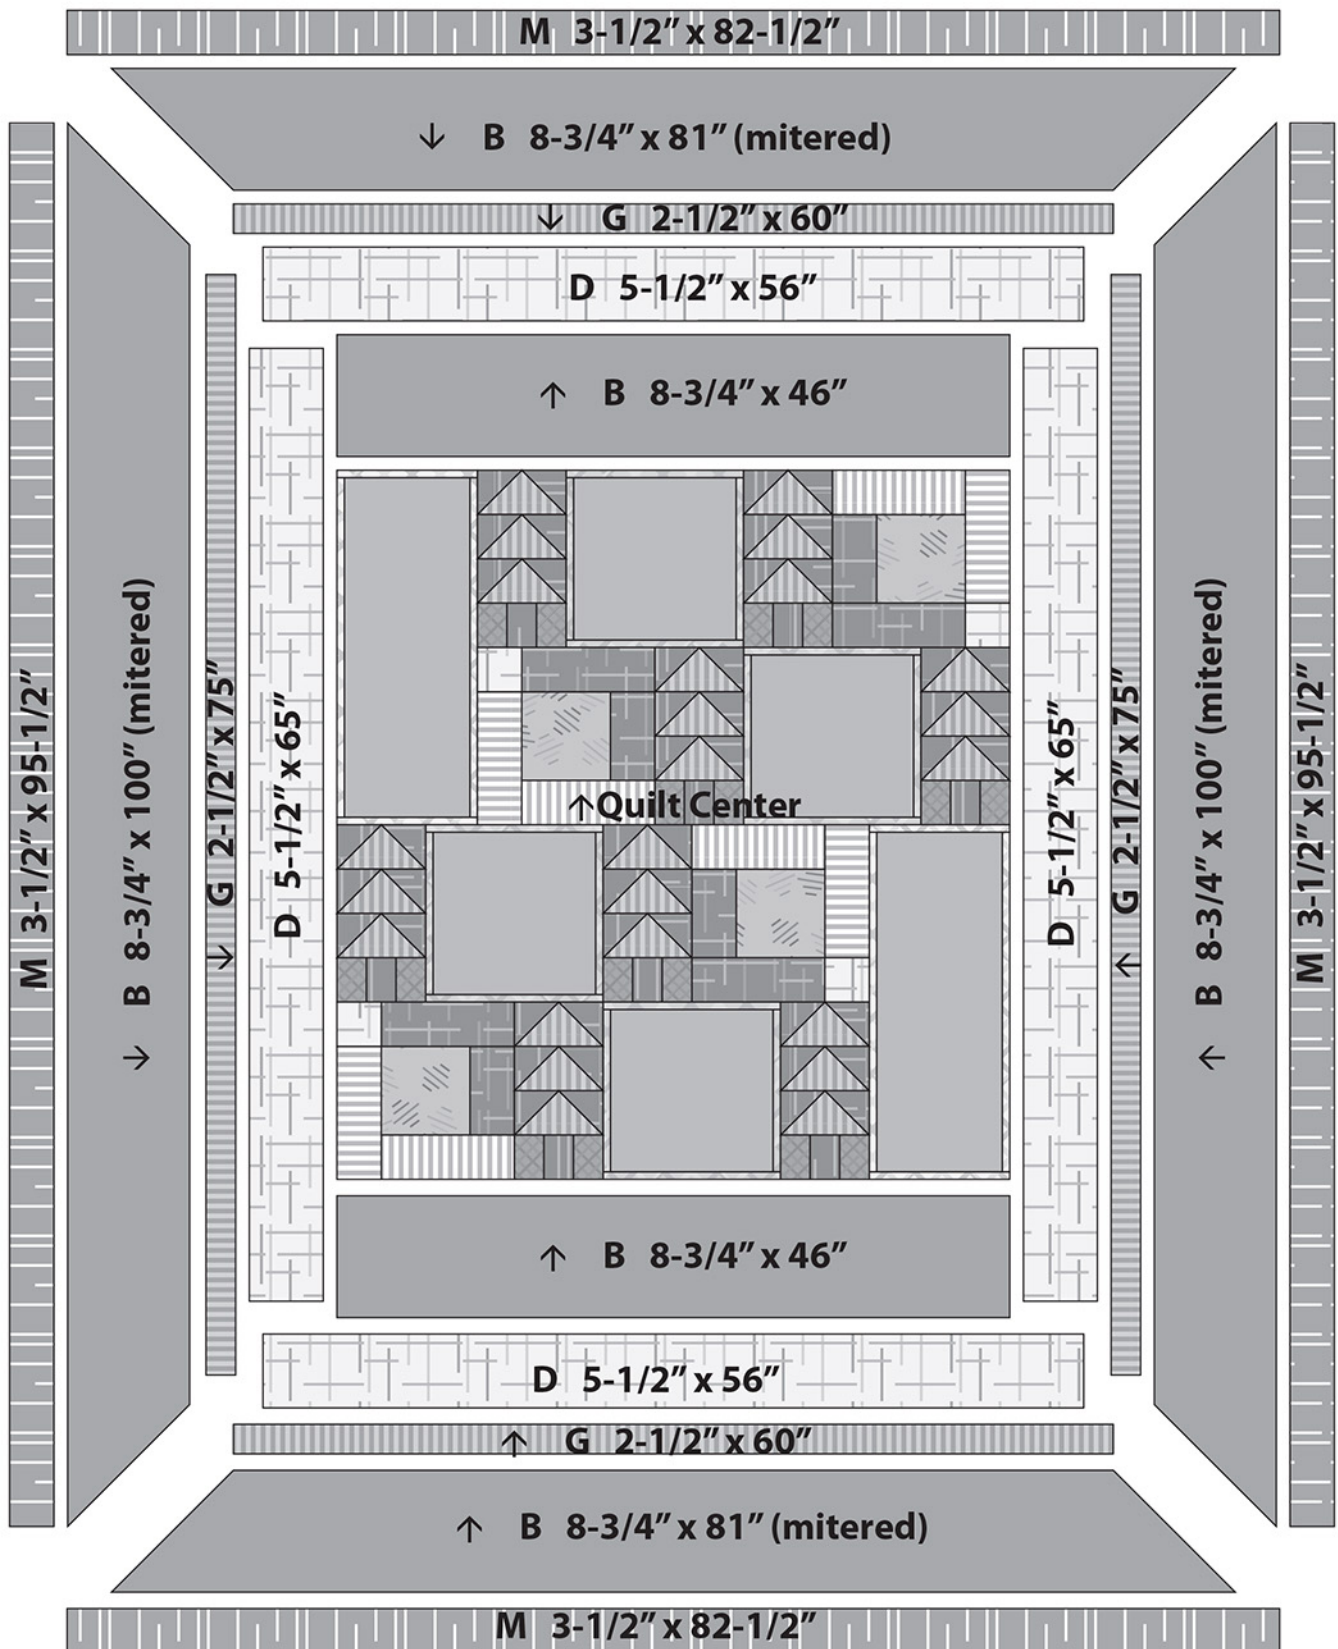 M 3-1/2” x 82-1/2”
↓ B 8-3/4” x 81” (mitered)
↓ G 2-1/2” x 60”
D 5-1/2” x 56”
↑ B 8-3/4” x 46”
M 3-1/2” x 95-1/2”
↓ B 8-3/4” x 100” (mitered)
↓ G 2-1/2” x 75”
D 5-1/2” x 65”
↑Quilt Center
D 5-1/2” x 65”
↑ G 2-1/2” x 75”
↑ B 8-3/4” x 100” (mitered)
M 3-1/2” x 95-1/2”
↑ B 8-3/4” x 46”
D 5-1/2” x 56”
↑ G 2-1/2” x 60”
↑ B 8-3/4” x 81” (mitered)
M 3-1/2” x 82-1/2”